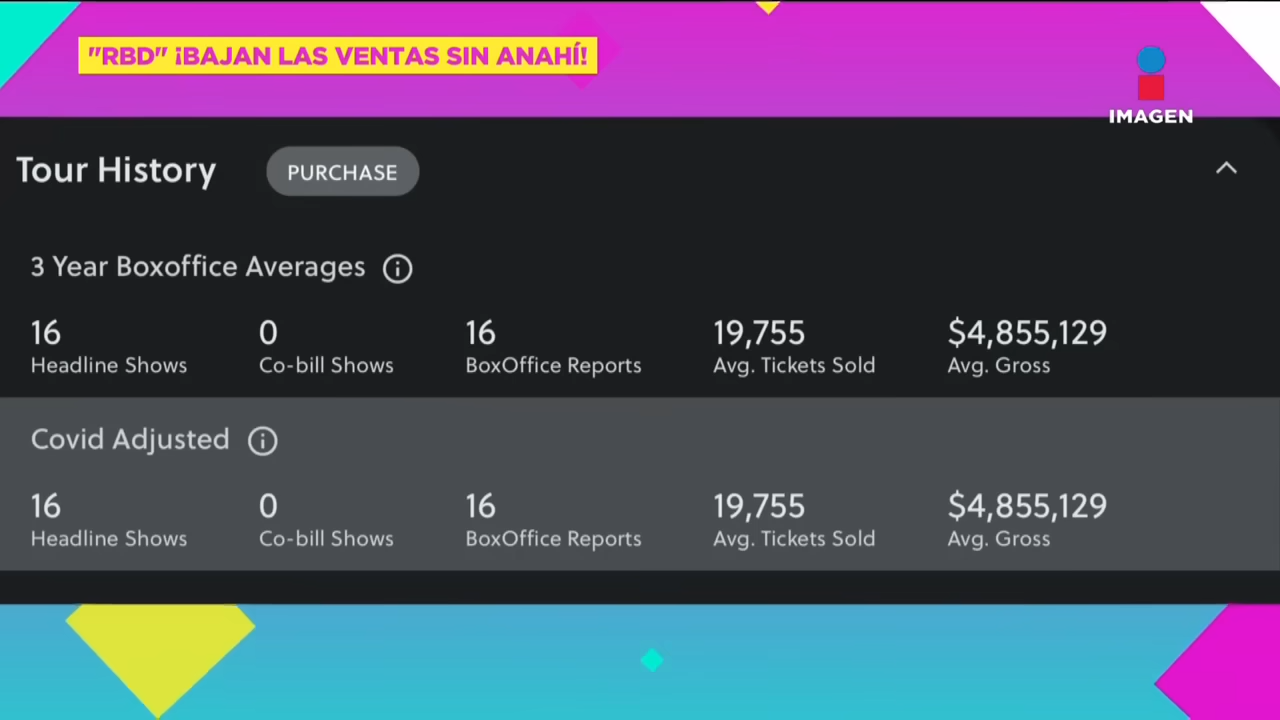 "RBD" ¡BAJAN LAS VENTAS SIN ANAHÍ!
IMAGEN
Tour History PURCHASE
3 Year Boxoffice Averages
16 0 16 19,755 $4,855,129
Headline Shows Co-bill Shows BoxOffice Reports Avg. Tickets Sold Avg. Gross
Covid Adjusted
16 0 16 19,755 $4,855,129
Headline Shows Co-bill Shows BoxOffice Reports Avg. Tickets Sold Avg. Gross